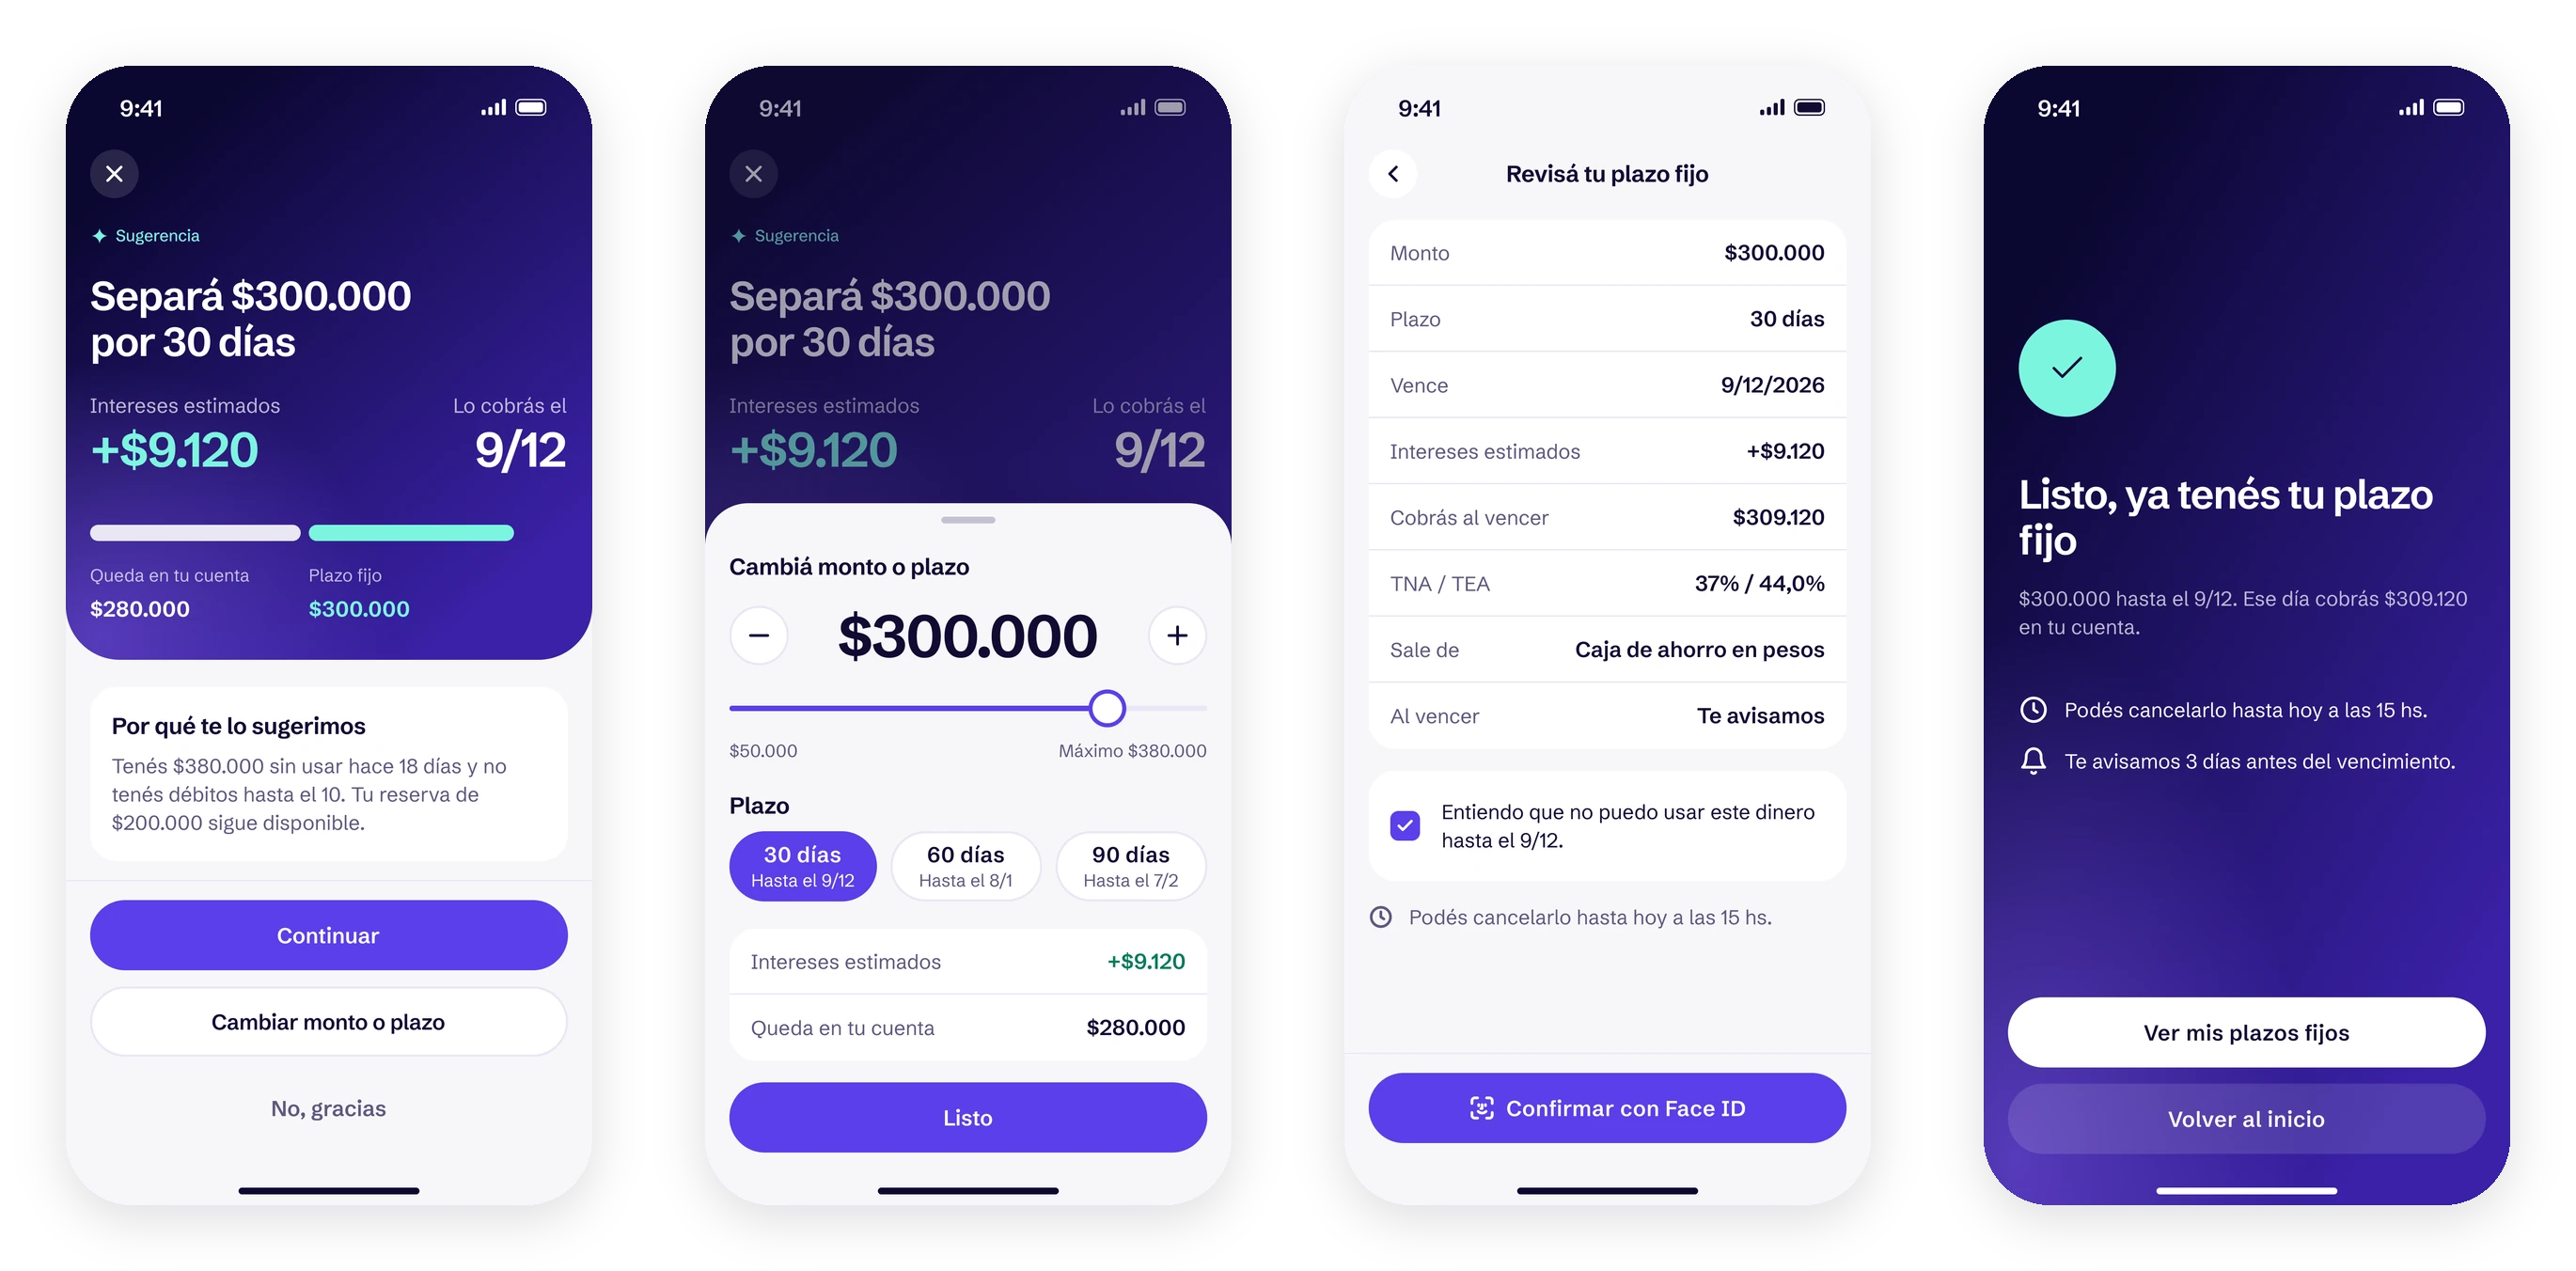 9:41
Sugerencia
Separá $300.000
por 30 días
Intereses estimados
Lo cobrás el
+$9.120
9/12
Queda en tu cuenta
Plazo fijo
$280.000
$300.000
Por qué te lo sugerimos
Tenés $380.000 sin usar hace 18 días y no
tenés débitos hasta el 10. Tu reserva de
$200.000 sigue disponible.
Continuar
Cambiar monto o plazo
No, gracias
9:41
Sugerencia
Separá $300.000
por 30 días
Intereses estimados
Lo cobrás el
+$9.120
9/12
Cambiá monto o plazo
$300.000
$50.000
Máximo $380.000
Plazo
30 días
Hasta el 9/12
60 días
Hasta el 8/1
90 días
Hasta el 7/2
Intereses estimados
+$9.120
Queda en tu cuenta
$280.000
Listo
9:41
Revisá tu plazo fijo
Monto
$300.000
Plazo
30 días
Vence
9/12/2026
Intereses estimados
+$9.120
Cobrás al vencer
$309.120
TNA / TEA
37% / 44,0%
Sale de
Caja de ahorro en pesos
Al vencer
Te avisamos
Entiendo que no puedo usar este dinero
hasta el 9/12.
Podés cancelarlo hasta hoy a las 15 hs.
Confirmar con Face ID
9:41
Listo, ya tenés tu plazo
fijo
$300.000 hasta el 9/12. Ese día cobrás $309.120
en tu cuenta.
Podés cancelarlo hasta hoy a las 15 hs.
Te avisamos 3 días antes del vencimiento.
Ver mis plazos fijos
Volver al inicio